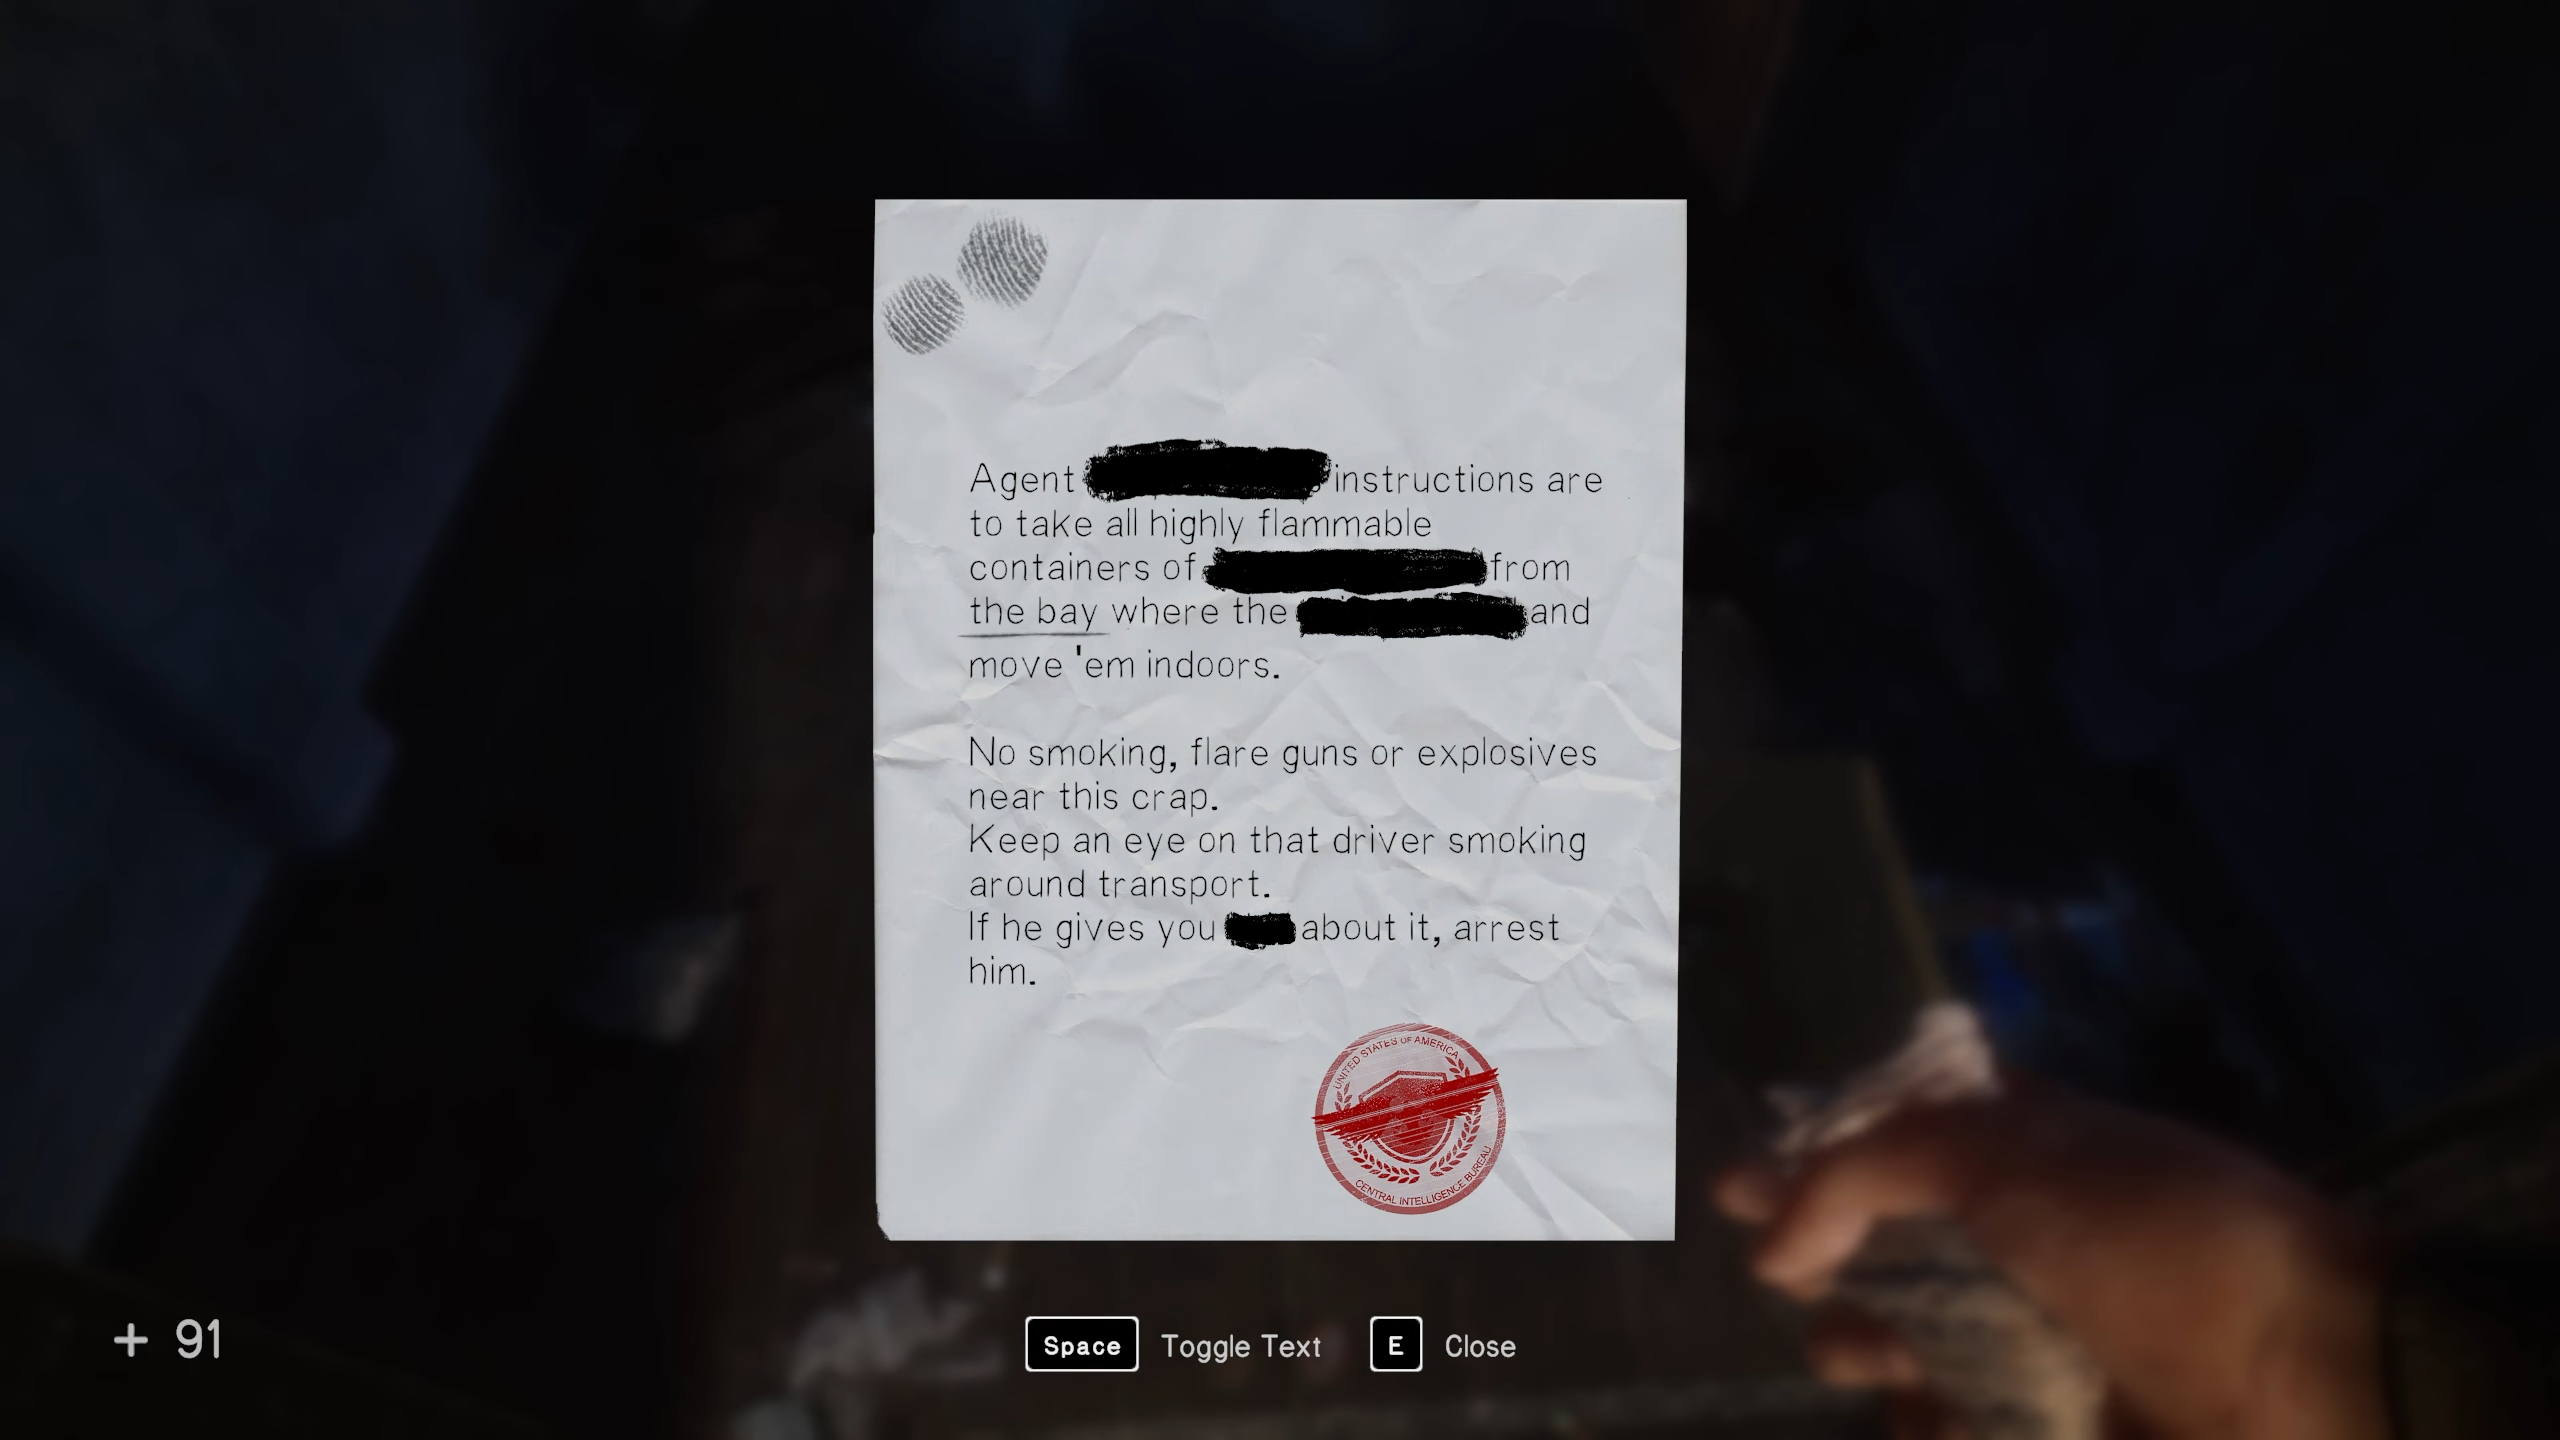 Agent instructions are
to take all highly flammable
containers of from
the bay where the and
move 'em indoors.
No smoking, flare guns or explosives
near this crap.
Keep an eye on that driver smoking
around transport.
If he gives you about it, arrest
him.
UNITED STATES OF AMERICA
CENTRAL INTELLIGENCE BUREAU
+ 91
Space Toggle Text E Close